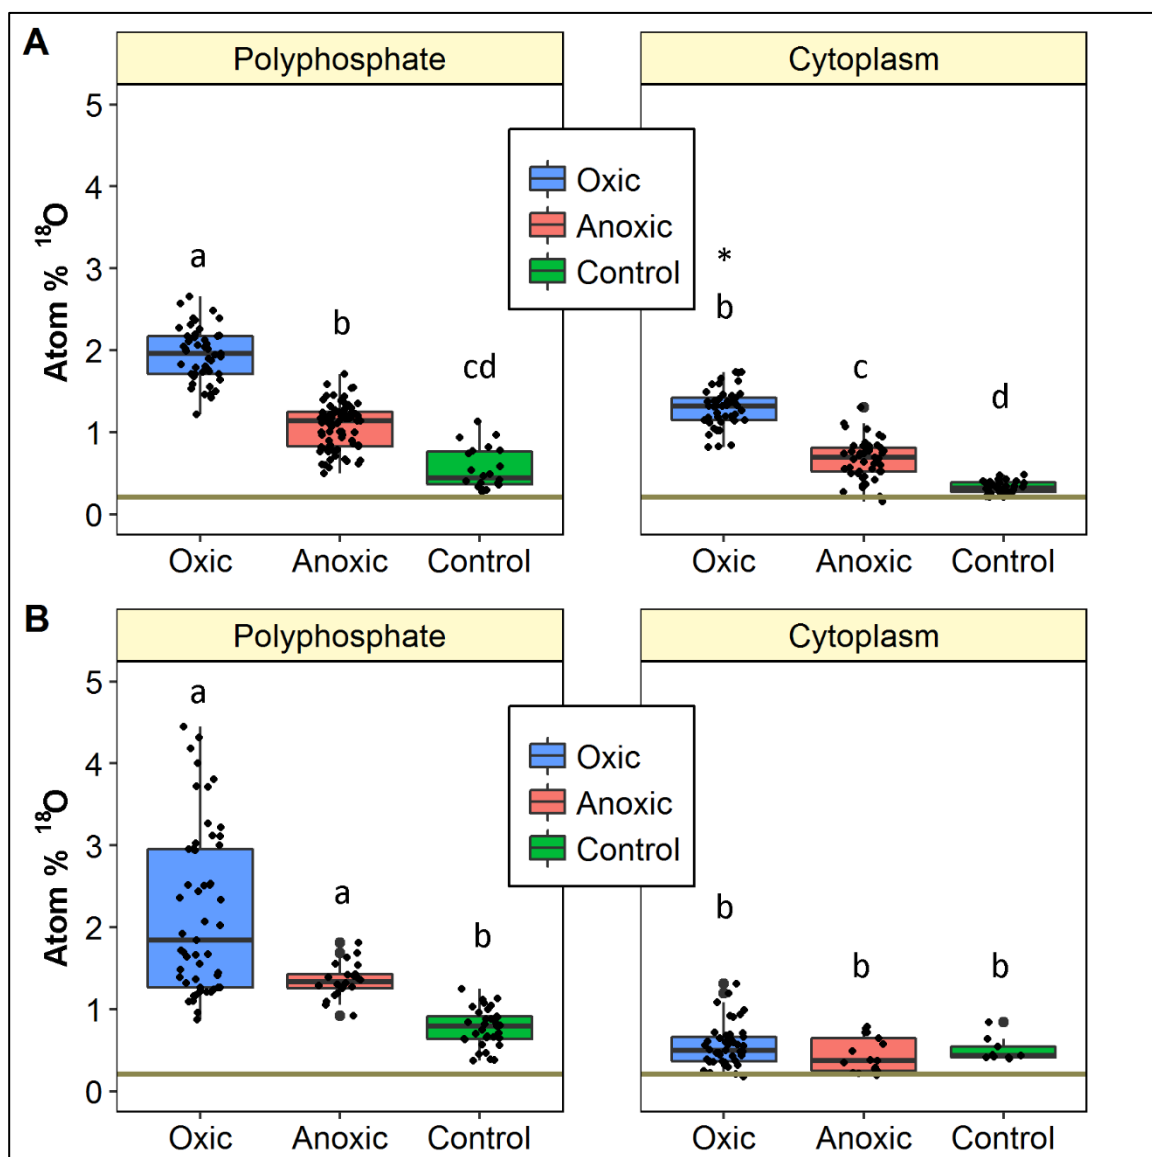 A
Polyphosphate
Cytoplasm
Atom % ¹⁸O
5
4
3
2
1
0
a
b
cd
Oxic
Anoxic
Control
*
b
c
d
Oxic
Anoxic
Control
Oxic
Anoxic
Control
B
Polyphosphate
Cytoplasm
Atom % ¹⁸O
5
4
3
2
1
0
a
a
b
Oxic
Anoxic
Control
b
b
b
Oxic
Anoxic
Control
Oxic
Anoxic
Control